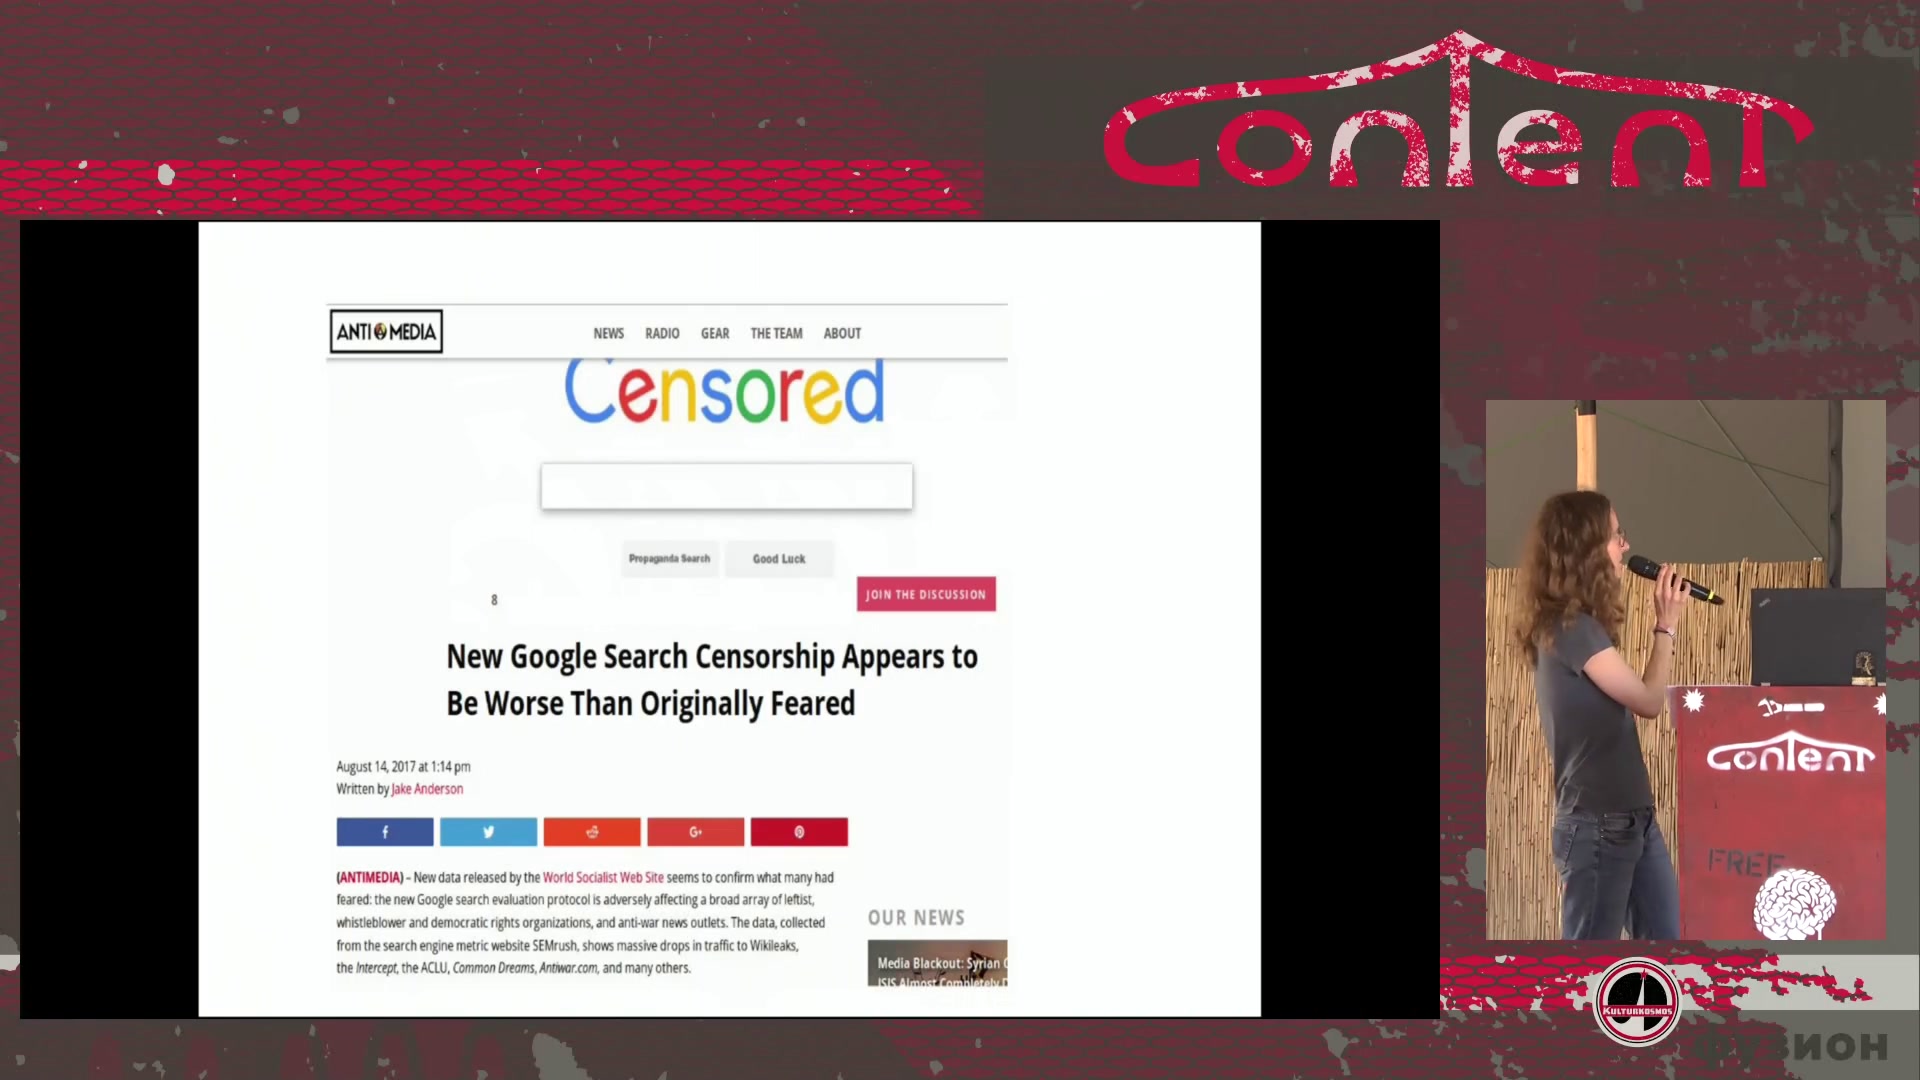 content
ANTI MEDIA
NEWS RADIO GEAR THE TEAM ABOUT
Censored
Propaganda Search
Good Luck
8
JOIN THE DISCUSSION
New Google Search Censorship Appears to
Be Worse Than Originally Feared
August 14, 2017 at 1:14 pm
Written by Jake Anderson
(ANTIMEDIA) – New data released by the World Socialist Web Site seems to confirm what many had
feared: the new Google search evaluation protocol is adversely affecting a broad array of leftist,
whistleblower and democratic rights organizations, and anti-war news outlets. The data, collected
from the search engine metric website SEMrush, shows massive drops in traffic to Wikileaks,
the Intercept, the ACLU, Common Dreams, Antiwar.com, and many others.
OUR NEWS
Media Blackout: Syrian
ISIS Almost Completely
content
FREE
KULTURKOSMOS
фузион